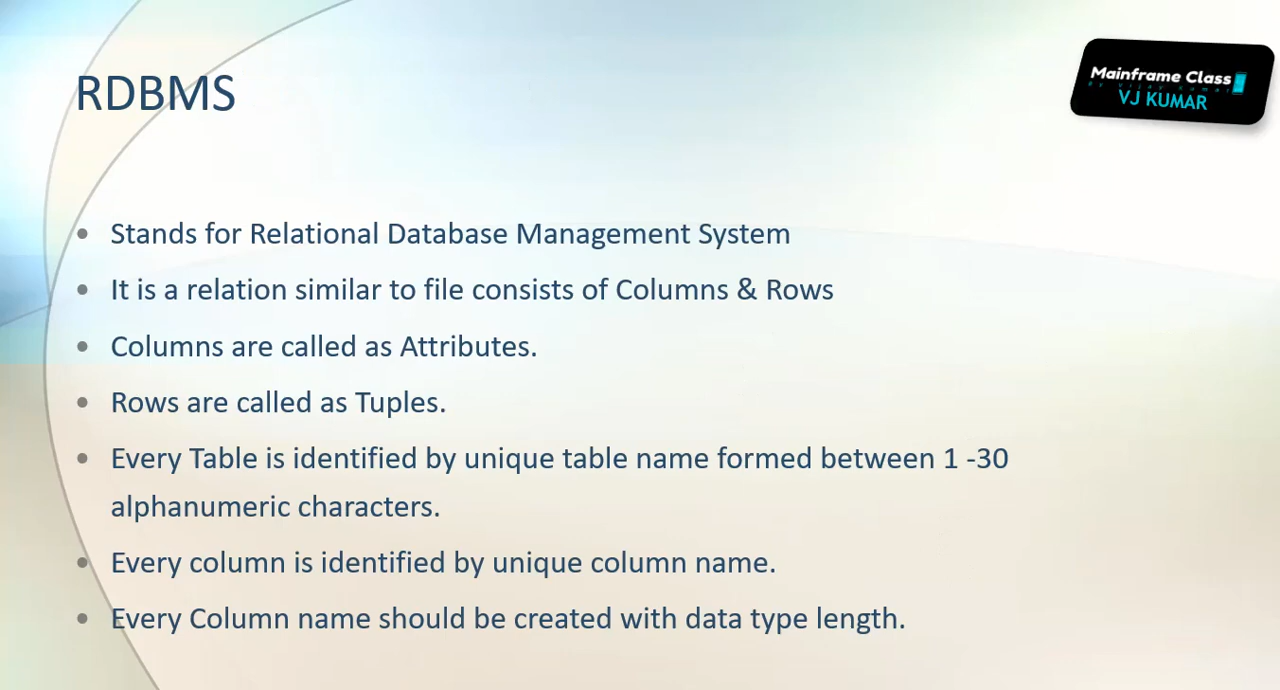 RDBMS
Mainframe Class
VJ KUMAR
• Stands for Relational Database Management System
• It is a relation similar to file consists of Columns & Rows
• Columns are called as Attributes.
• Rows are called as Tuples.
• Every Table is identified by unique table name formed between 1 -30
alphanumeric characters.
• Every column is identified by unique column name.
• Every Column name should be created with data type length.